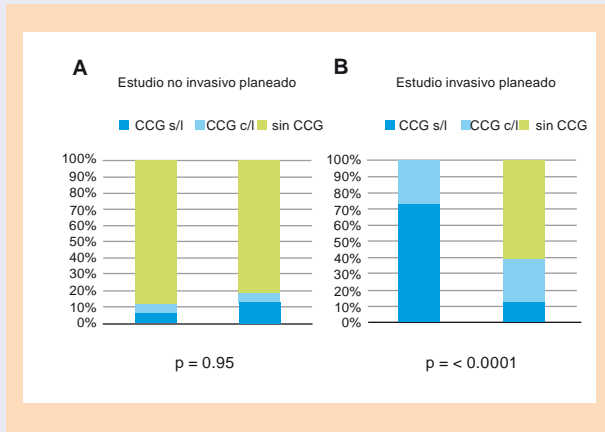 A
Estudio no invasivo planeado
CCG s/I CCG c/I sin CCG
100%
90%
80%
70%
60%
50%
40%
30%
20%
10%
0%
p = 0.95
B
Estudio invasivo planeado
CCG s/I CCG c/I sin CCG
100%
90%
80%
70%
60%
50%
40%
30%
20%
10%
0%
p = < 0.0001